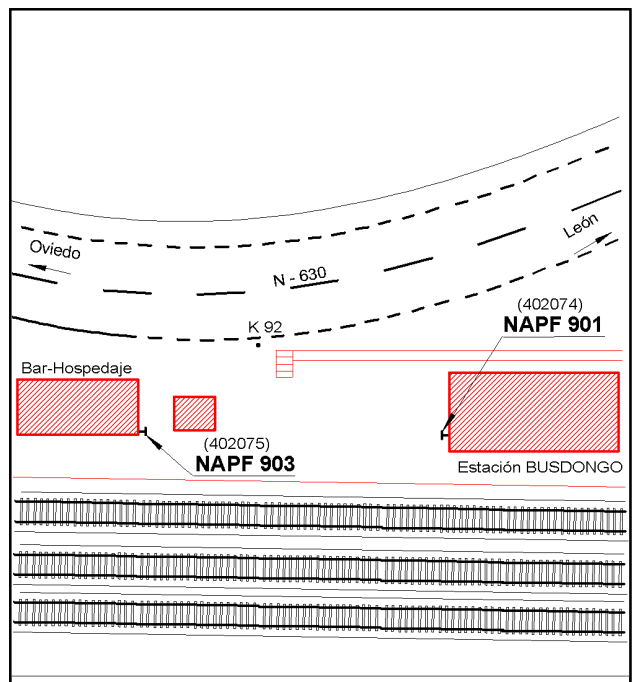 Oviedo
León
N - 630
K 92
(402074)
NAPF 901
Bar-Hospedaje
(402075)
NAPF 903
Estación BUSDONGO